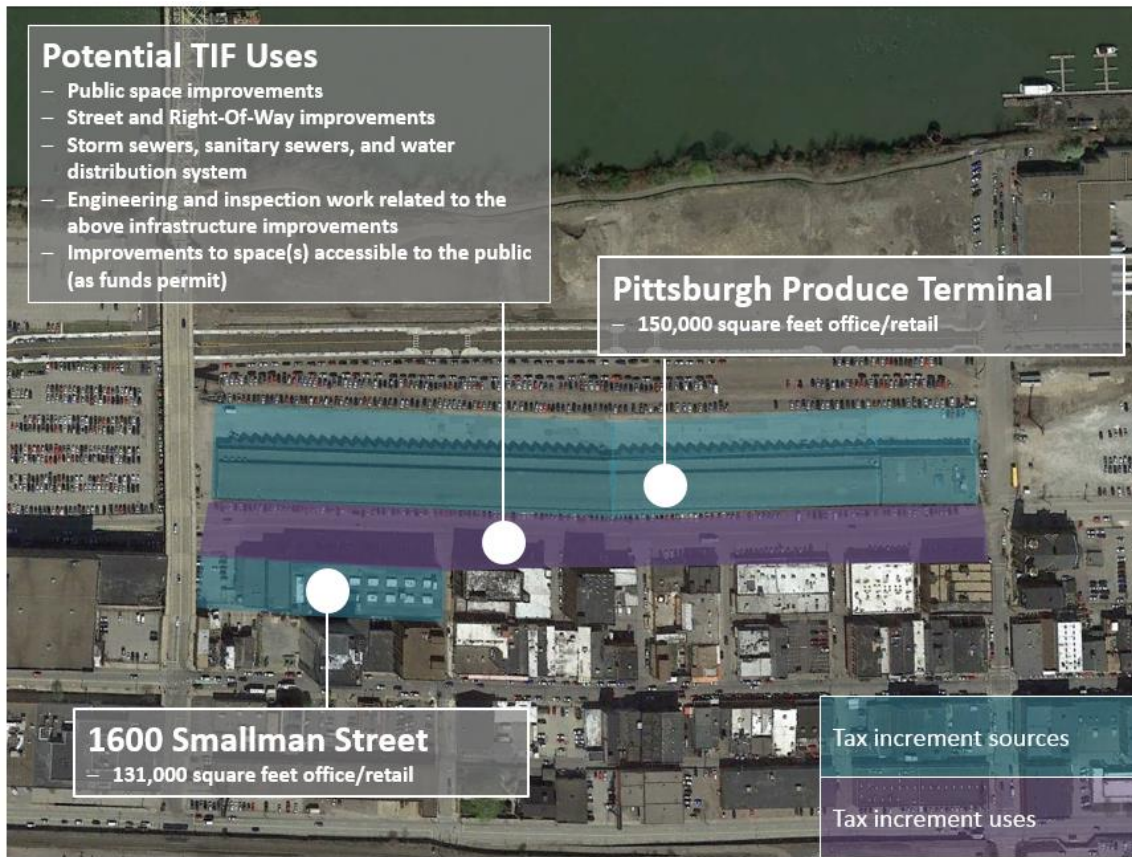 Potential TIF Uses
– Public space improvements
– Street and Right-Of-Way improvements
– Storm sewers, sanitary sewers, and water
distribution system
– Engineering and inspection work related to the
above infrastructure improvements
– Improvements to space(s) accessible to the public
(as funds permit)
Pittsburgh Produce Terminal
– 150,000 square feet office/retail
1600 Smallman Street
– 131,000 square feet office/retail
Tax increment sources
Tax increment uses